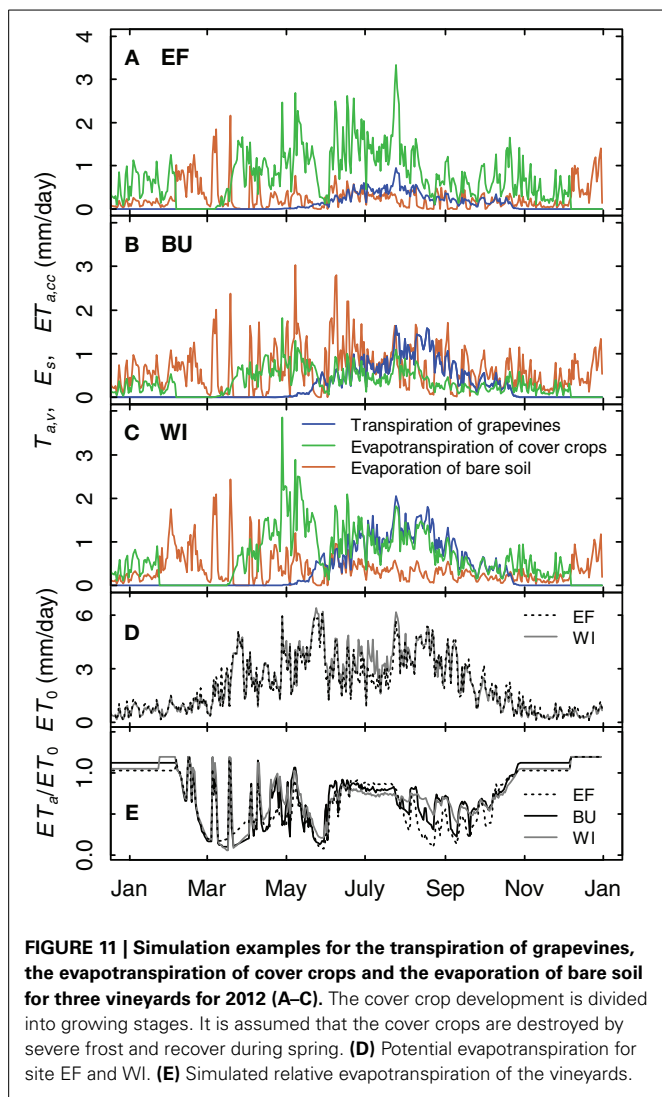 A EF
4
3
2
1
0
B BU
3
2
1
0
C WI
Transpiration of grapevines
Evapotranspiration of cover crops
Evaporation of bare soil
3
2
1
0
T_{a,v}, E_s, ET_{a,cc} (mm/day)
D
EF
WI
6
3
0
ET_0 (mm/day)
E
EF
BU
WI
1.0
0.0
ET_a/ET_0
Jan Mar May July Sep Nov Jan
FIGURE 11 | Simulation examples for the transpiration of grapevines,
the evapotranspiration of cover crops and the evaporation of bare soil
for three vineyards for 2012 (A–C). The cover crop development is divided
into growing stages. It is assumed that the cover crops are destroyed by
severe frost and recover during spring. (D) Potential evapotranspiration for
site EF and WI. (E) Simulated relative evapotranspiration of the vineyards.